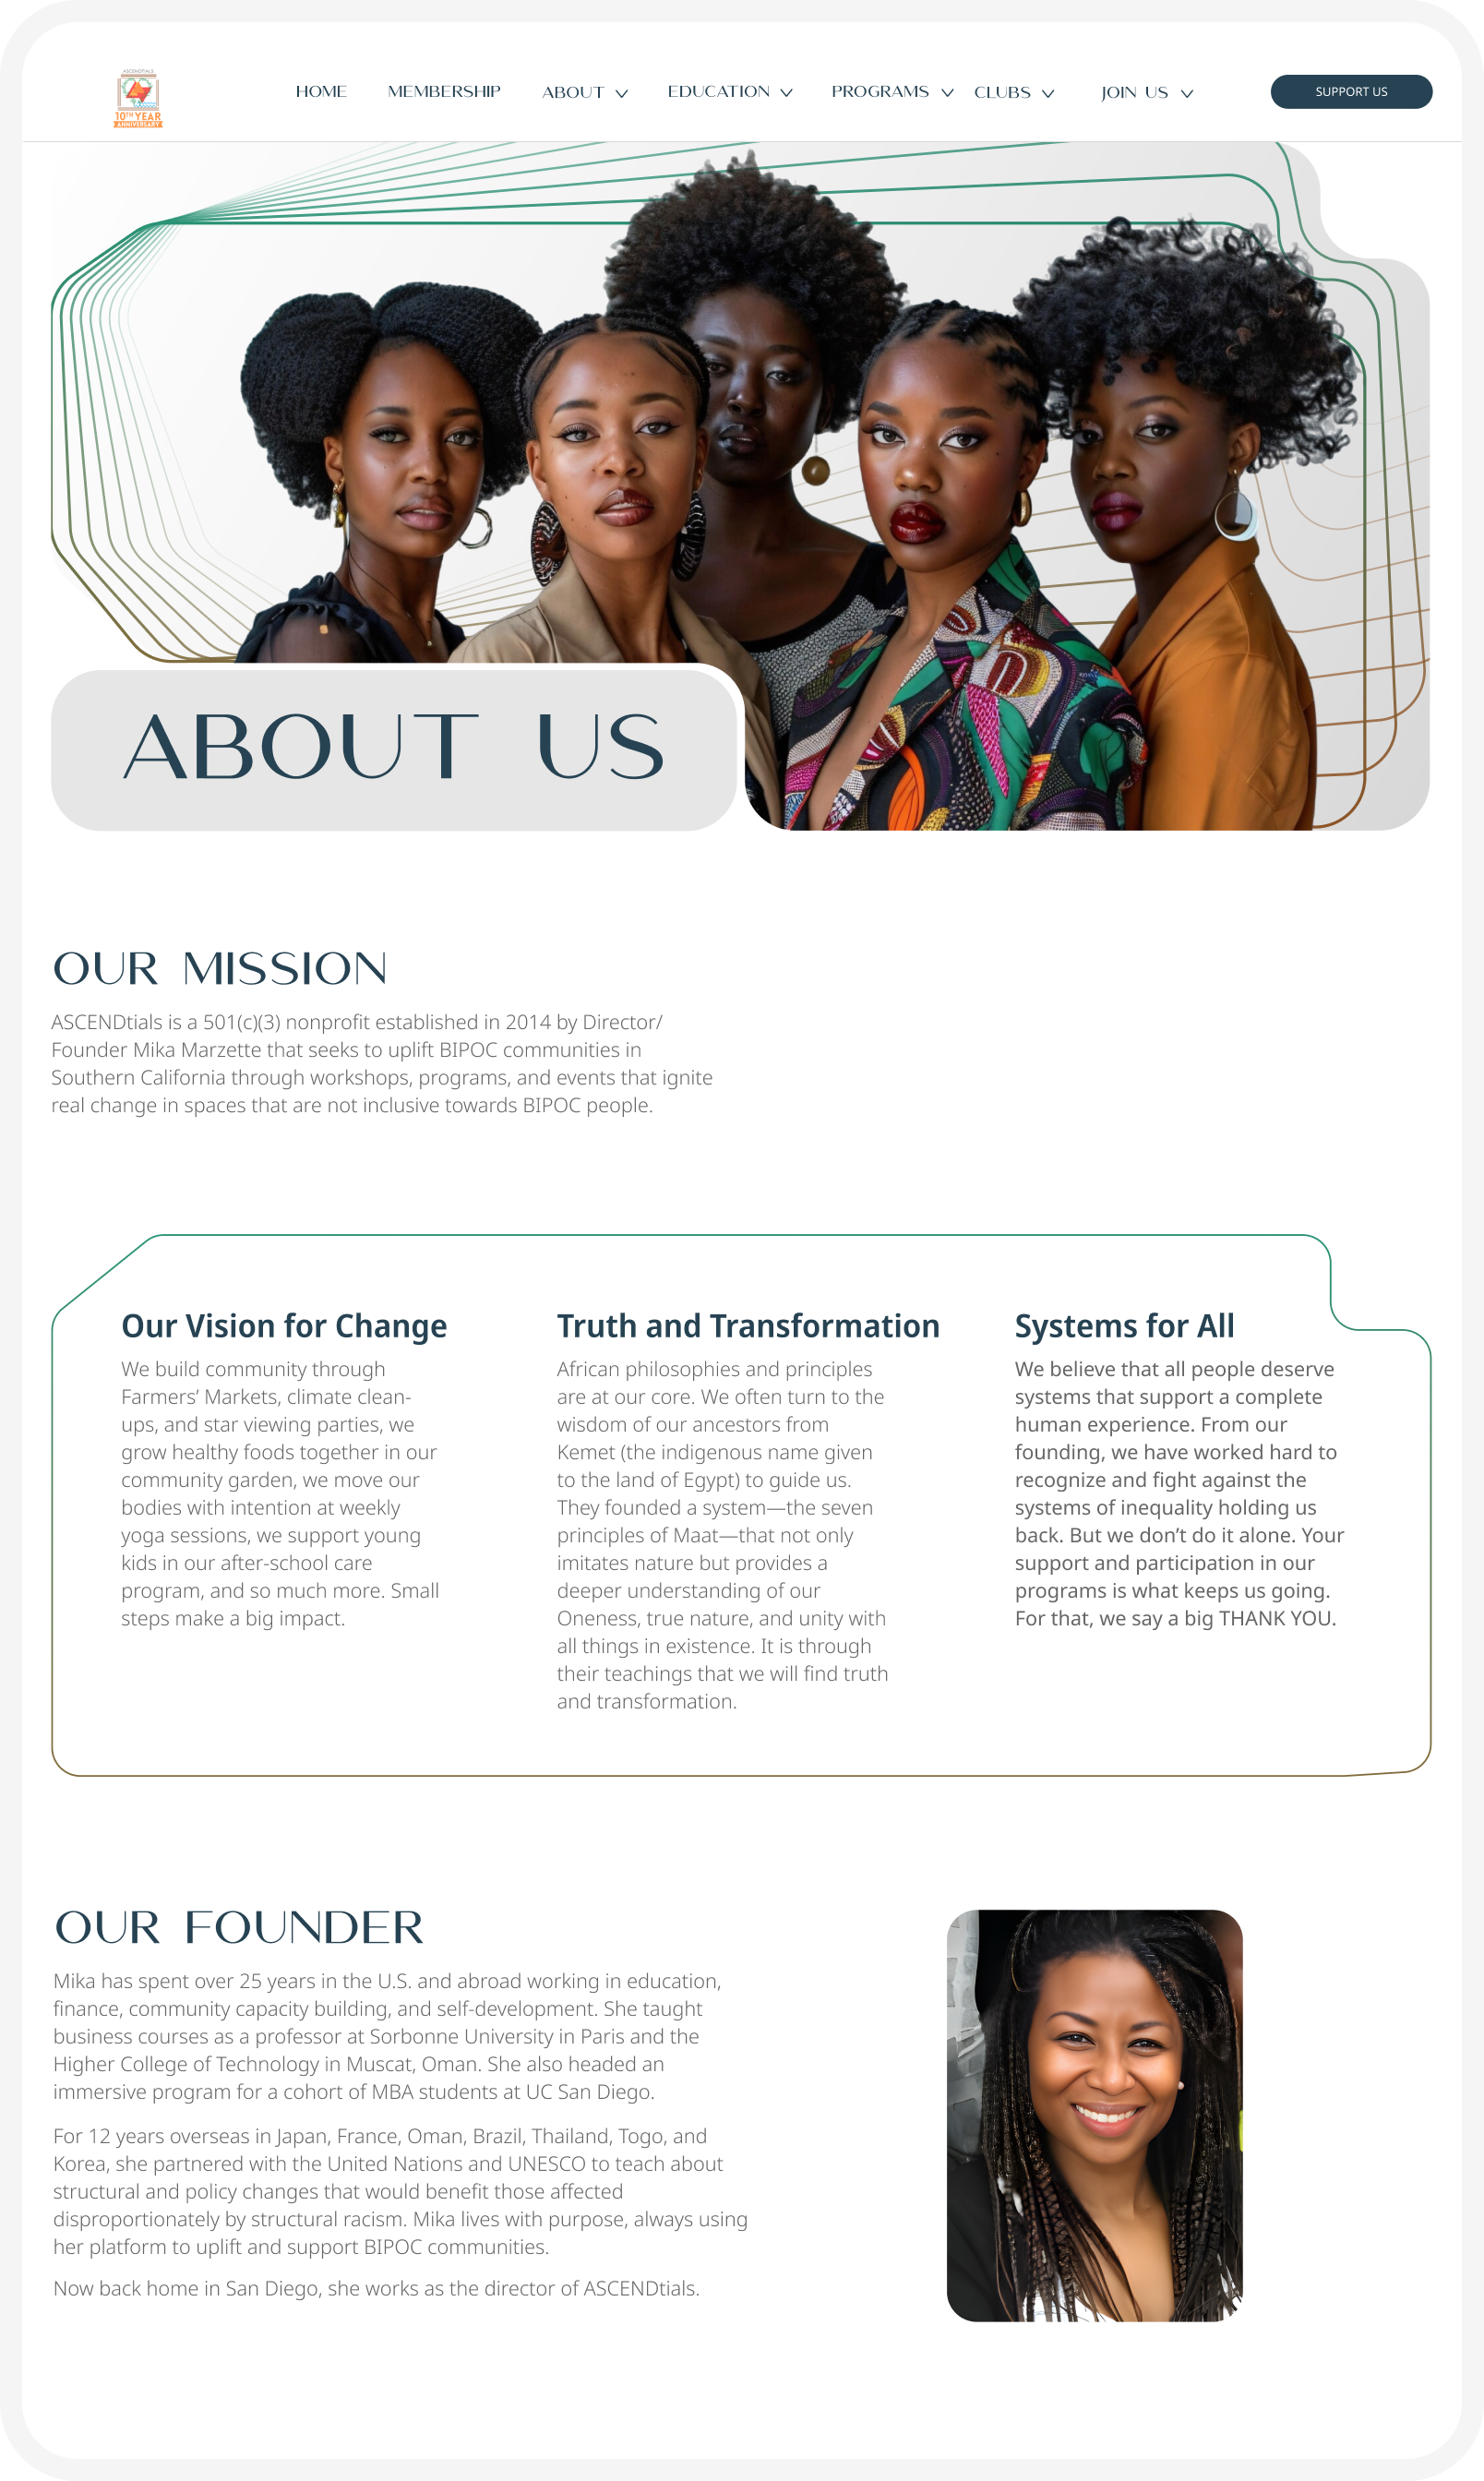 ASCENDTIALS
10TH YEAR
ANNIVERSARY
HOME
MEMBERSHIP
ABOUT
EDUCATION
PROGRAMS
CLUBS
JOIN US
SUPPORT US
ABOUT US
OUR MISSION
ASCENDtials is a 501(c)(3) nonprofit established in 2014 by Director/
Founder Mika Marzette that seeks to uplift BIPOC communities in
Southern California through workshops, programs, and events that ignite
real change in spaces that are not inclusive towards BIPOC people.
Our Vision for Change
We build community through
Farmers’ Markets, climate clean-
ups, and star viewing parties, we
grow healthy foods together in our
community garden, we move our
bodies with intention at weekly
yoga sessions, we support young
kids in our after-school care
program, and so much more. Small
steps make a big impact.
Truth and Transformation
African philosophies and principles
are at our core. We often turn to the
wisdom of our ancestors from
Kemet (the indigenous name given
to the land of Egypt) to guide us.
They founded a system—the seven
principles of Maat—that not only
imitates nature but provides a
deeper understanding of our
Oneness, true nature, and unity with
all things in existence. It is through
their teachings that we will find truth
and transformation.
Systems for All
We believe that all people deserve
systems that support a complete
human experience. From our
founding, we have worked hard to
recognize and fight against the
systems of inequality holding us
back. But we don’t do it alone. Your
support and participation in our
programs is what keeps us going.
For that, we say a big THANK YOU.
OUR FOUNDER
Mika has spent over 25 years in the U.S. and abroad working in education,
finance, community capacity building, and self-development. She taught
business courses as a professor at Sorbonne University in Paris and the
Higher College of Technology in Muscat, Oman. She also headed an
immersive program for a cohort of MBA students at UC San Diego.
For 12 years overseas in Japan, France, Oman, Brazil, Thailand, Togo, and
Korea, she partnered with the United Nations and UNESCO to teach about
structural and policy changes that would benefit those affected
disproportionately by structural racism. Mika lives with purpose, always using
her platform to uplift and support BIPOC communities.
Now back home in San Diego, she works as the director of ASCENDtials.